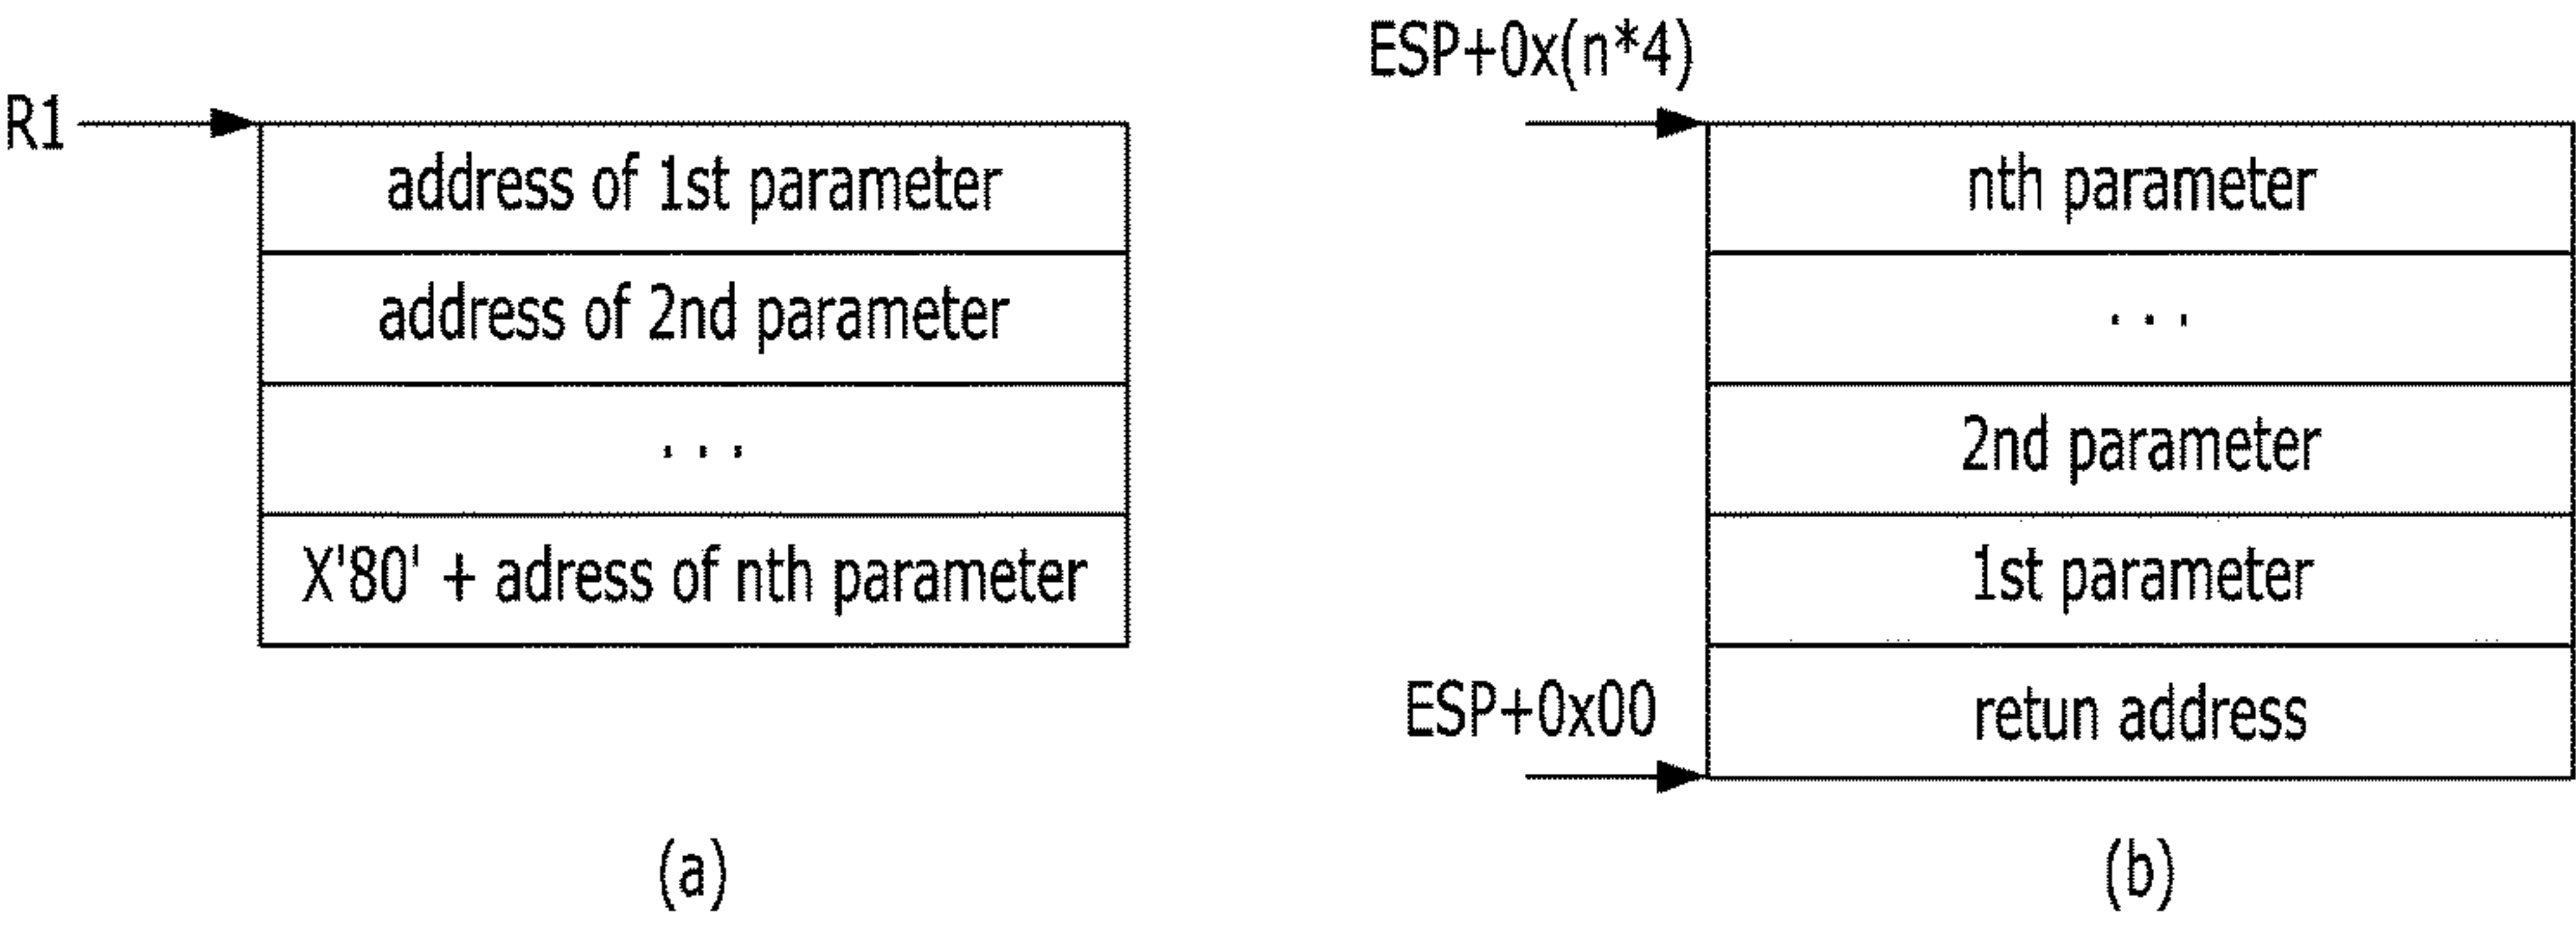 R1
address of 1st parameter
address of 2nd parameter
...
X'80' + adress of nth parameter
(a)
ESP+0x(n*4)
nth parameter
...
2nd parameter
1st parameter
ESP+0x00
retun address
(b)